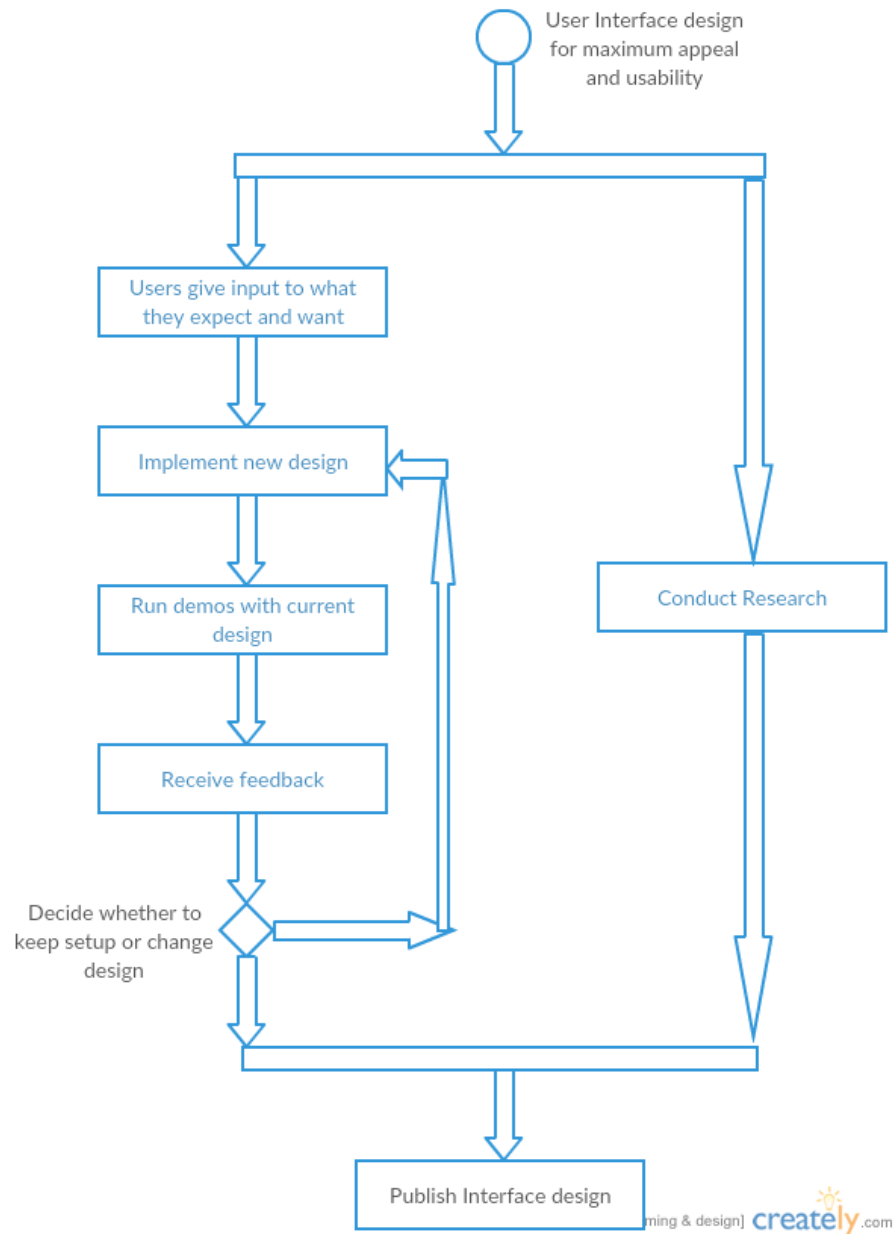 User Interface design
for maximum appeal
and usability
Users give input to what
they expect and want
Implement new design
Run demos with current
design
Conduct Research
Receive feedback
Decide whether to
keep setup or change
design
Publish Interface design
ming & design]
creately.com